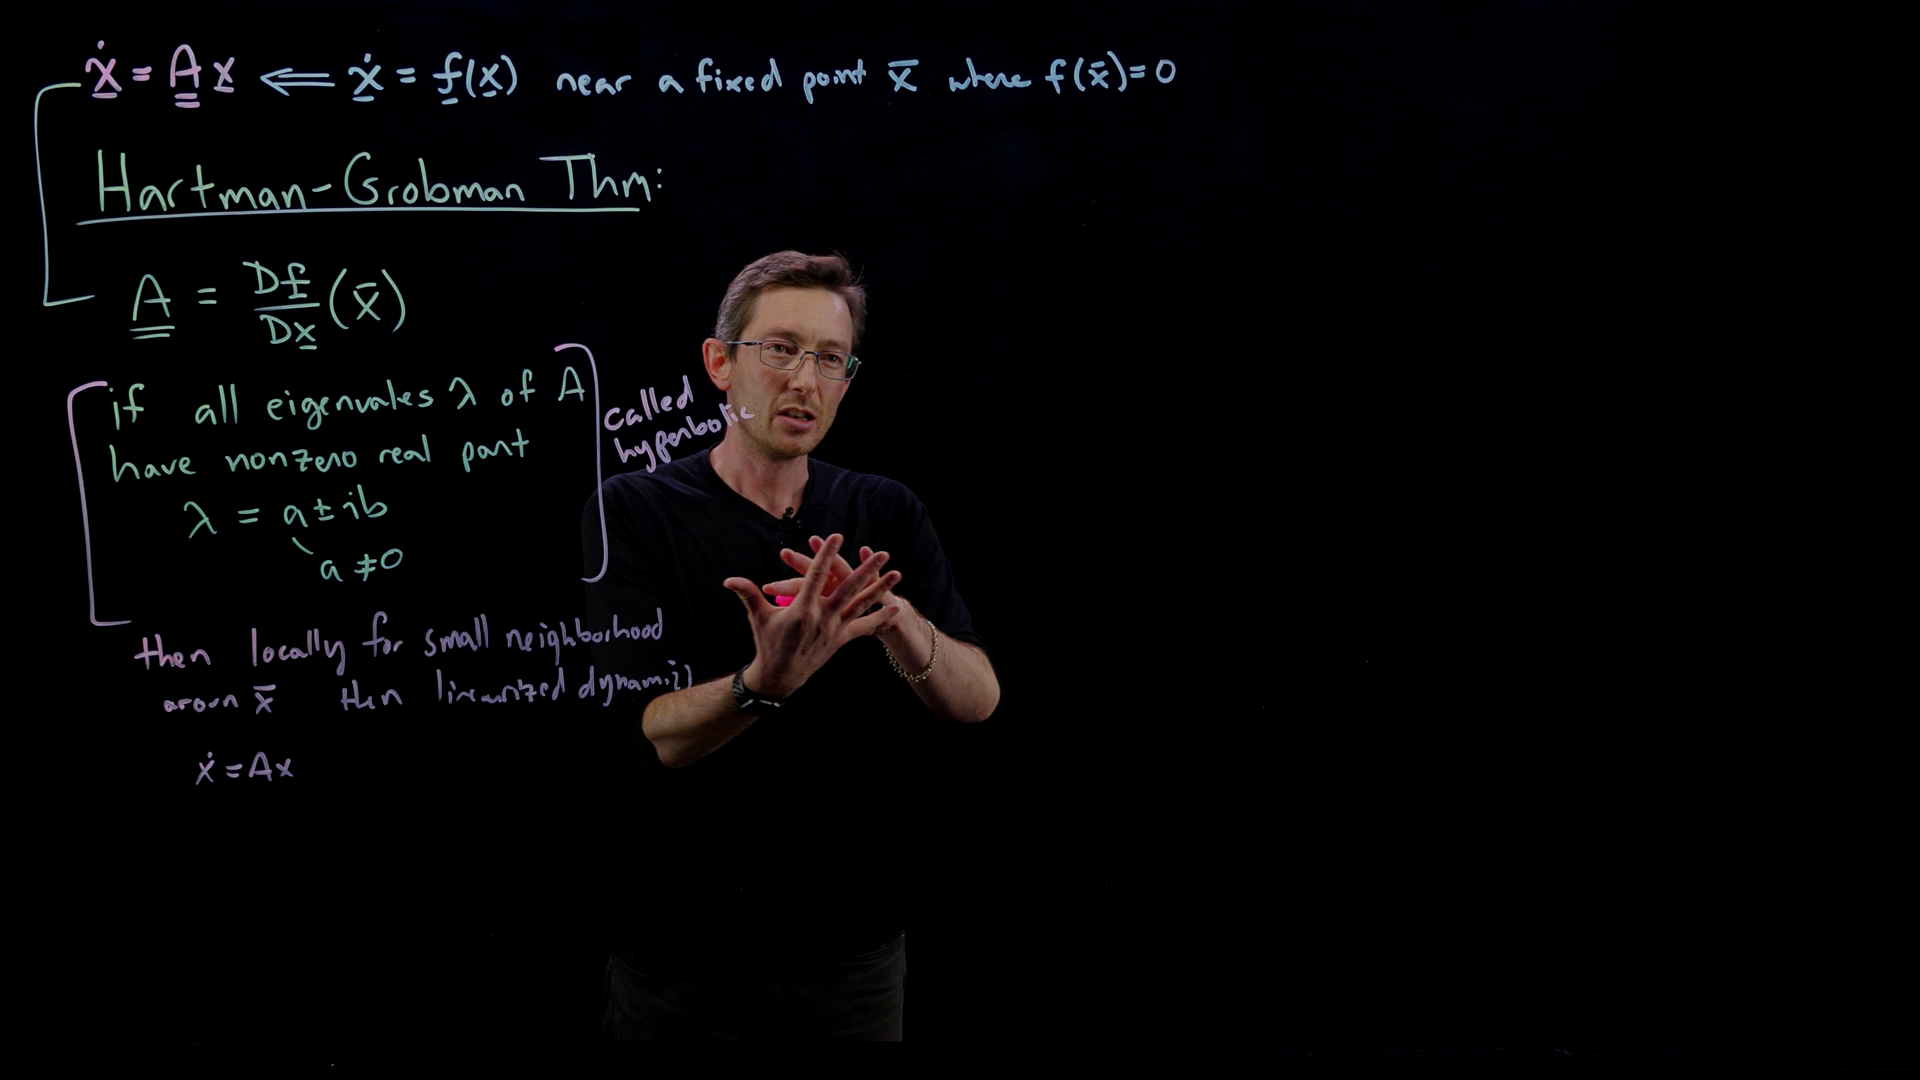 ẋ = A x ⟸ ẋ = f(x) near a fixed point x̄ where f(x̄)=0
Hartman-Grobman Thm:
A = Df/Dx (x̄)
if all eigenvales λ of A
have nonzero real part
λ = a ± ib
a ≠ 0
called
hyperbolic
then locally for small neighborhood
aroun x̄ then linearized dynamics
ẋ = Ax